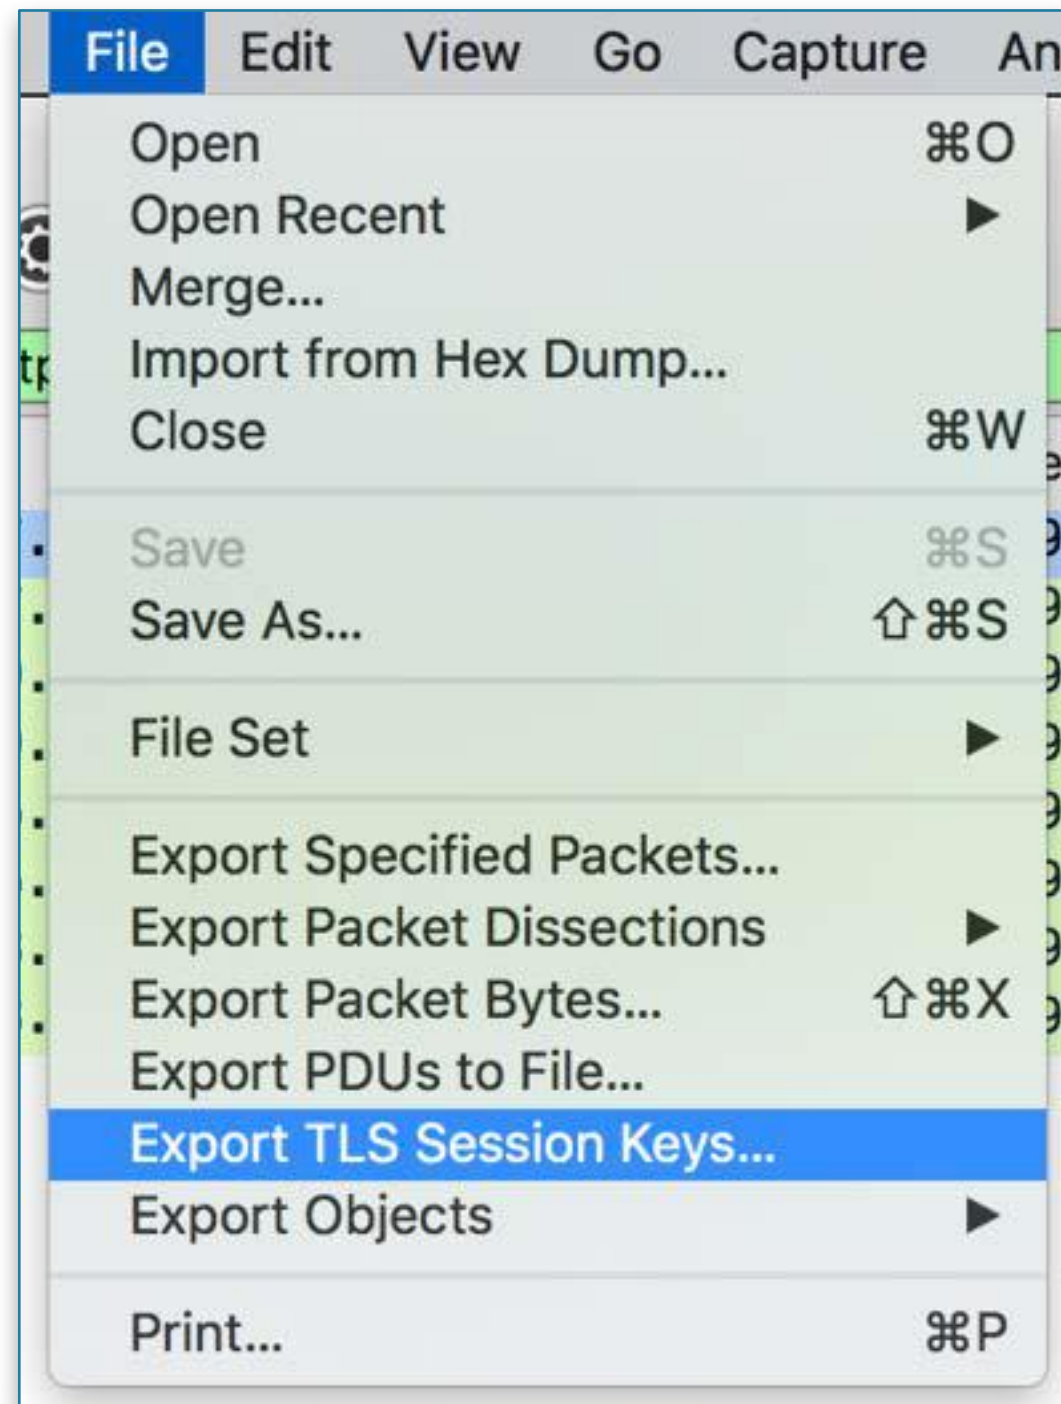 File Edit View Go Capture An
Open ⌘O
Open Recent ▶
Merge...
Import from Hex Dump...
Close ⌘W
Save ⌘S
Save As... ⇧⌘S
File Set ▶
Export Specified Packets...
Export Packet Dissections ▶
Export Packet Bytes... ⇧⌘X
Export PDUs to File...
Export TLS Session Keys...
Export Objects ▶
Print... ⌘P